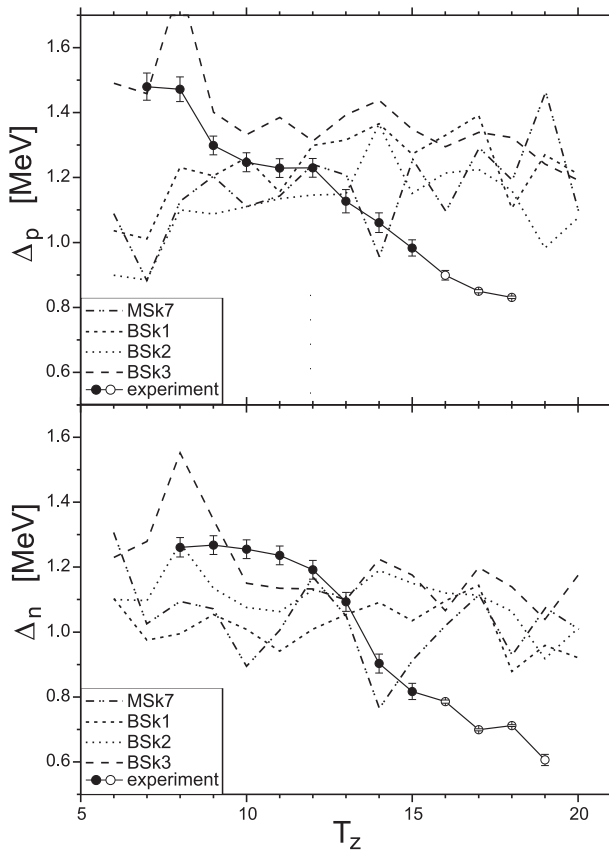 1.6
1.4
1.2
1.0
0.8
0.6
Δp [MeV]
MSk7
BSk1
BSk2
BSk3
experiment
1.6
1.4
1.2
1.0
0.8
0.6
Δn [MeV]
MSk7
BSk1
BSk2
BSk3
experiment
5 10 15 20
Tz